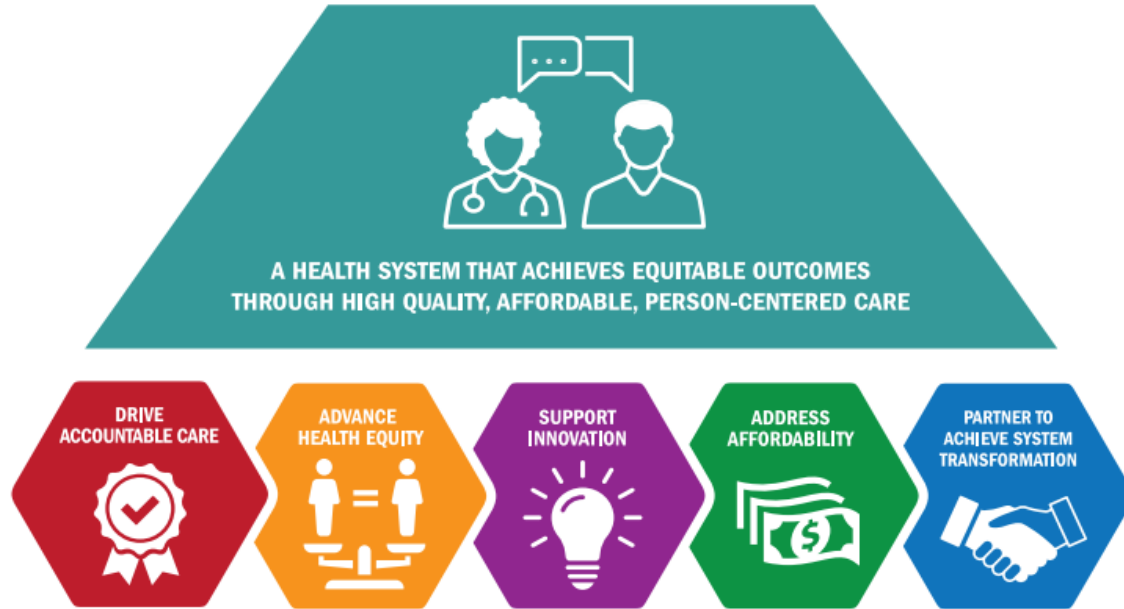 A HEALTH SYSTEM THAT ACHIEVES EQUITABLE OUTCOMES
THROUGH HIGH QUALITY, AFFORDABLE, PERSON-CENTERED CARE
DRIVE
ACCOUNTABLE CARE
ADVANCE
HEALTH EQUITY
SUPPORT
INNOVATION
ADDRESS
AFFORDABILITY
PARTNER TO
ACHIEVE SYSTEM
TRANSFORMATION